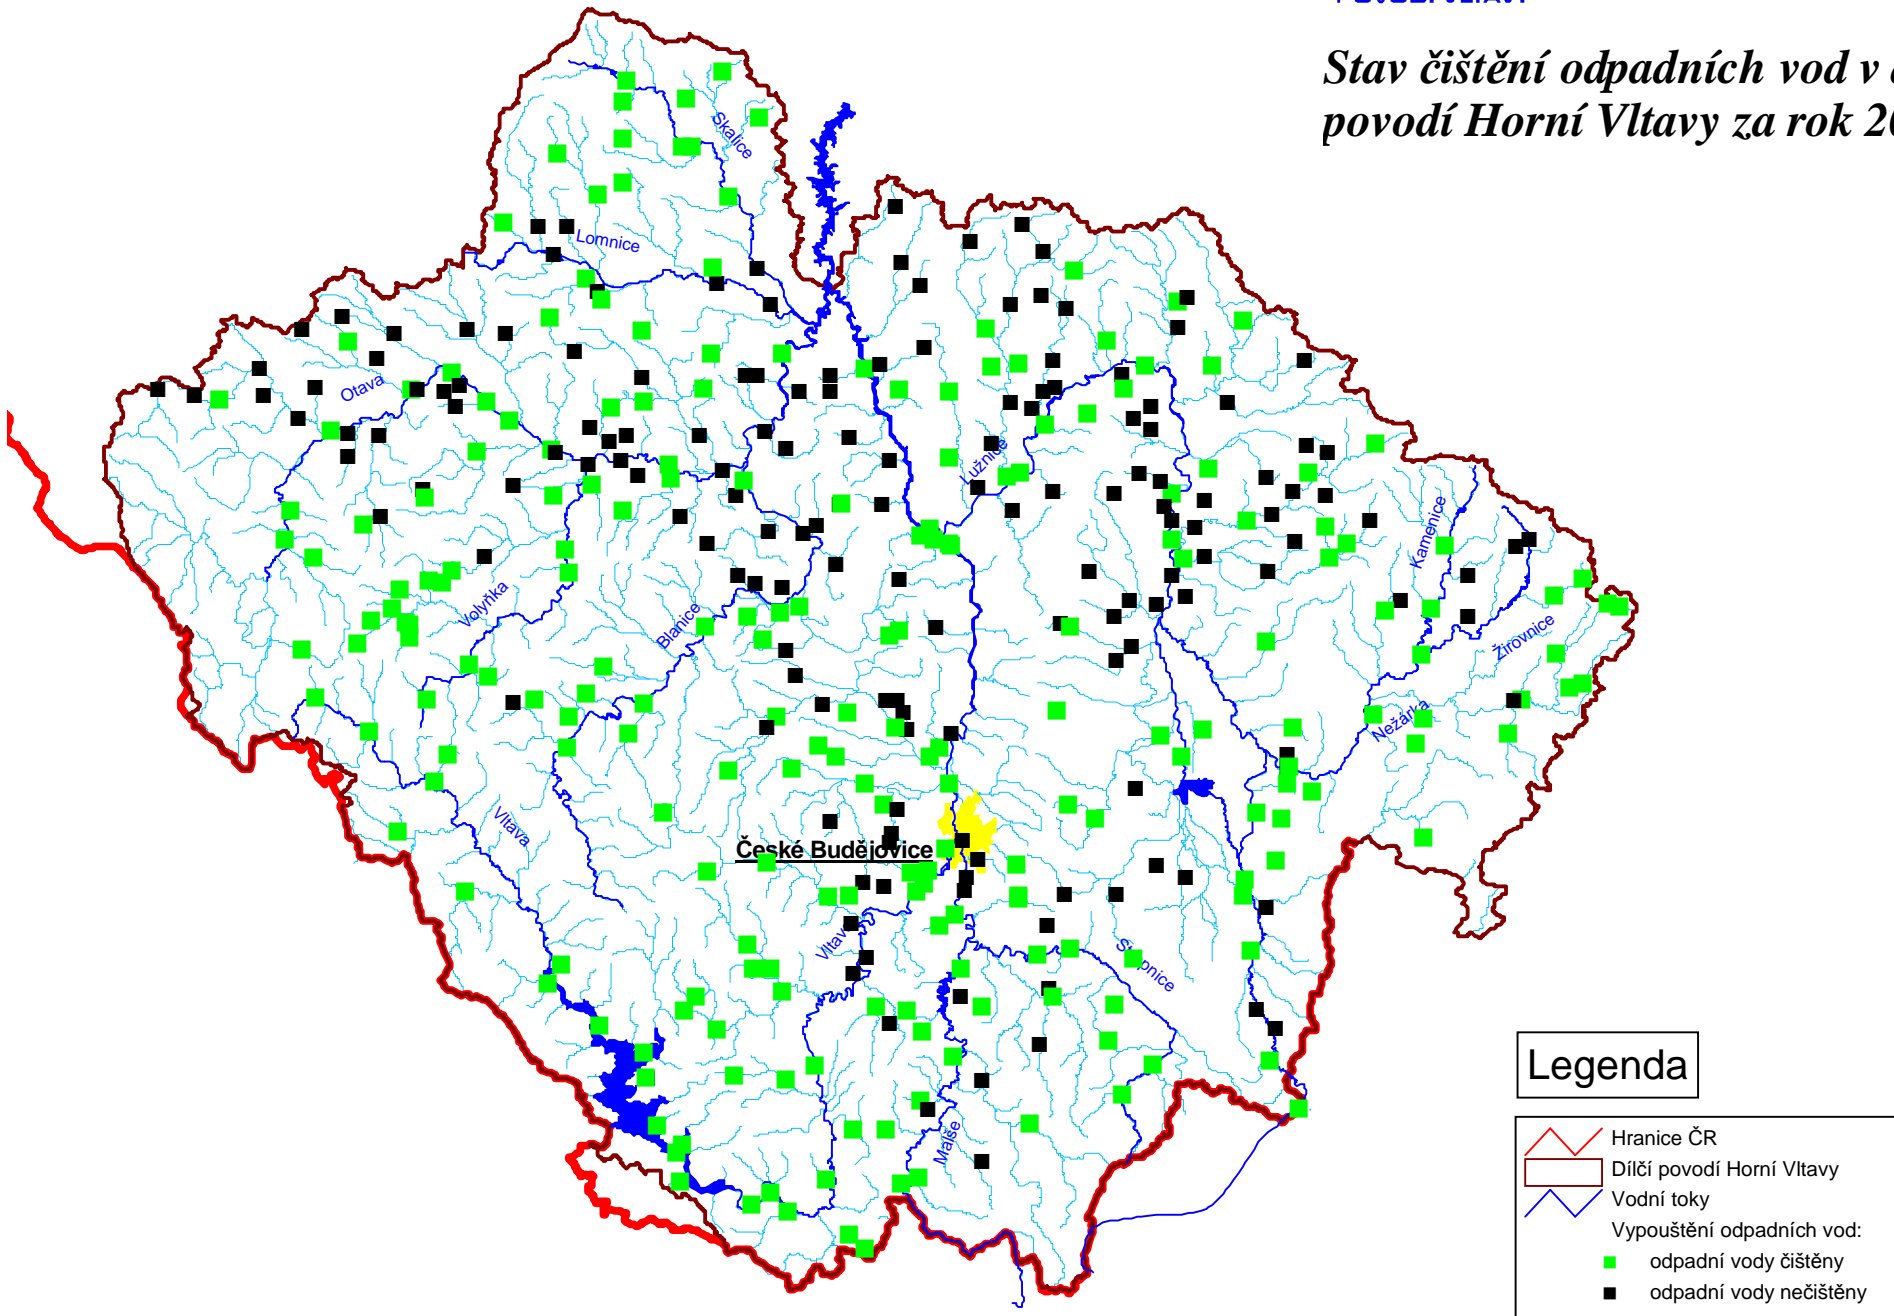 Stav čištění odpadních vod v
povodí Horní Vltavy za rok
Skalice
Lomnice
Otava
Lužnice
Kamenice
Volyňka
Blanice
Žirovnice
Nežárka
Vltava
České Budějovice
Malše
Legenda
Hranice ČR
Dílčí povodí Horní Vltavy
Vodní toky
Vypouštění odpadních vod:
odpadní vody čištěny
odpadní vody nečištěny